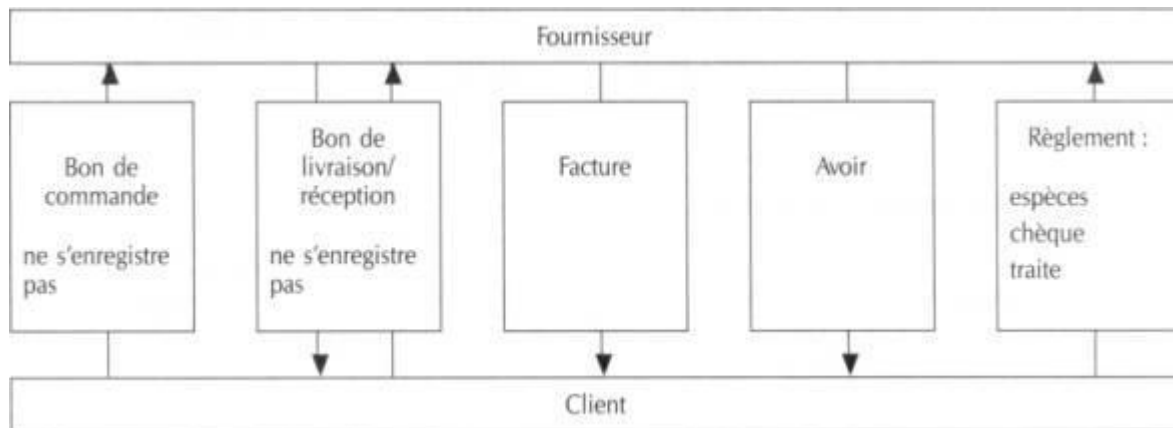 Fournisseur
Bon de
commande
ne s'enregistre
pas
Bon de
livraison/
réception
ne s'enregistre
pas
Facture
Avoir
Règlement :
espèces
chèque
traite
Client